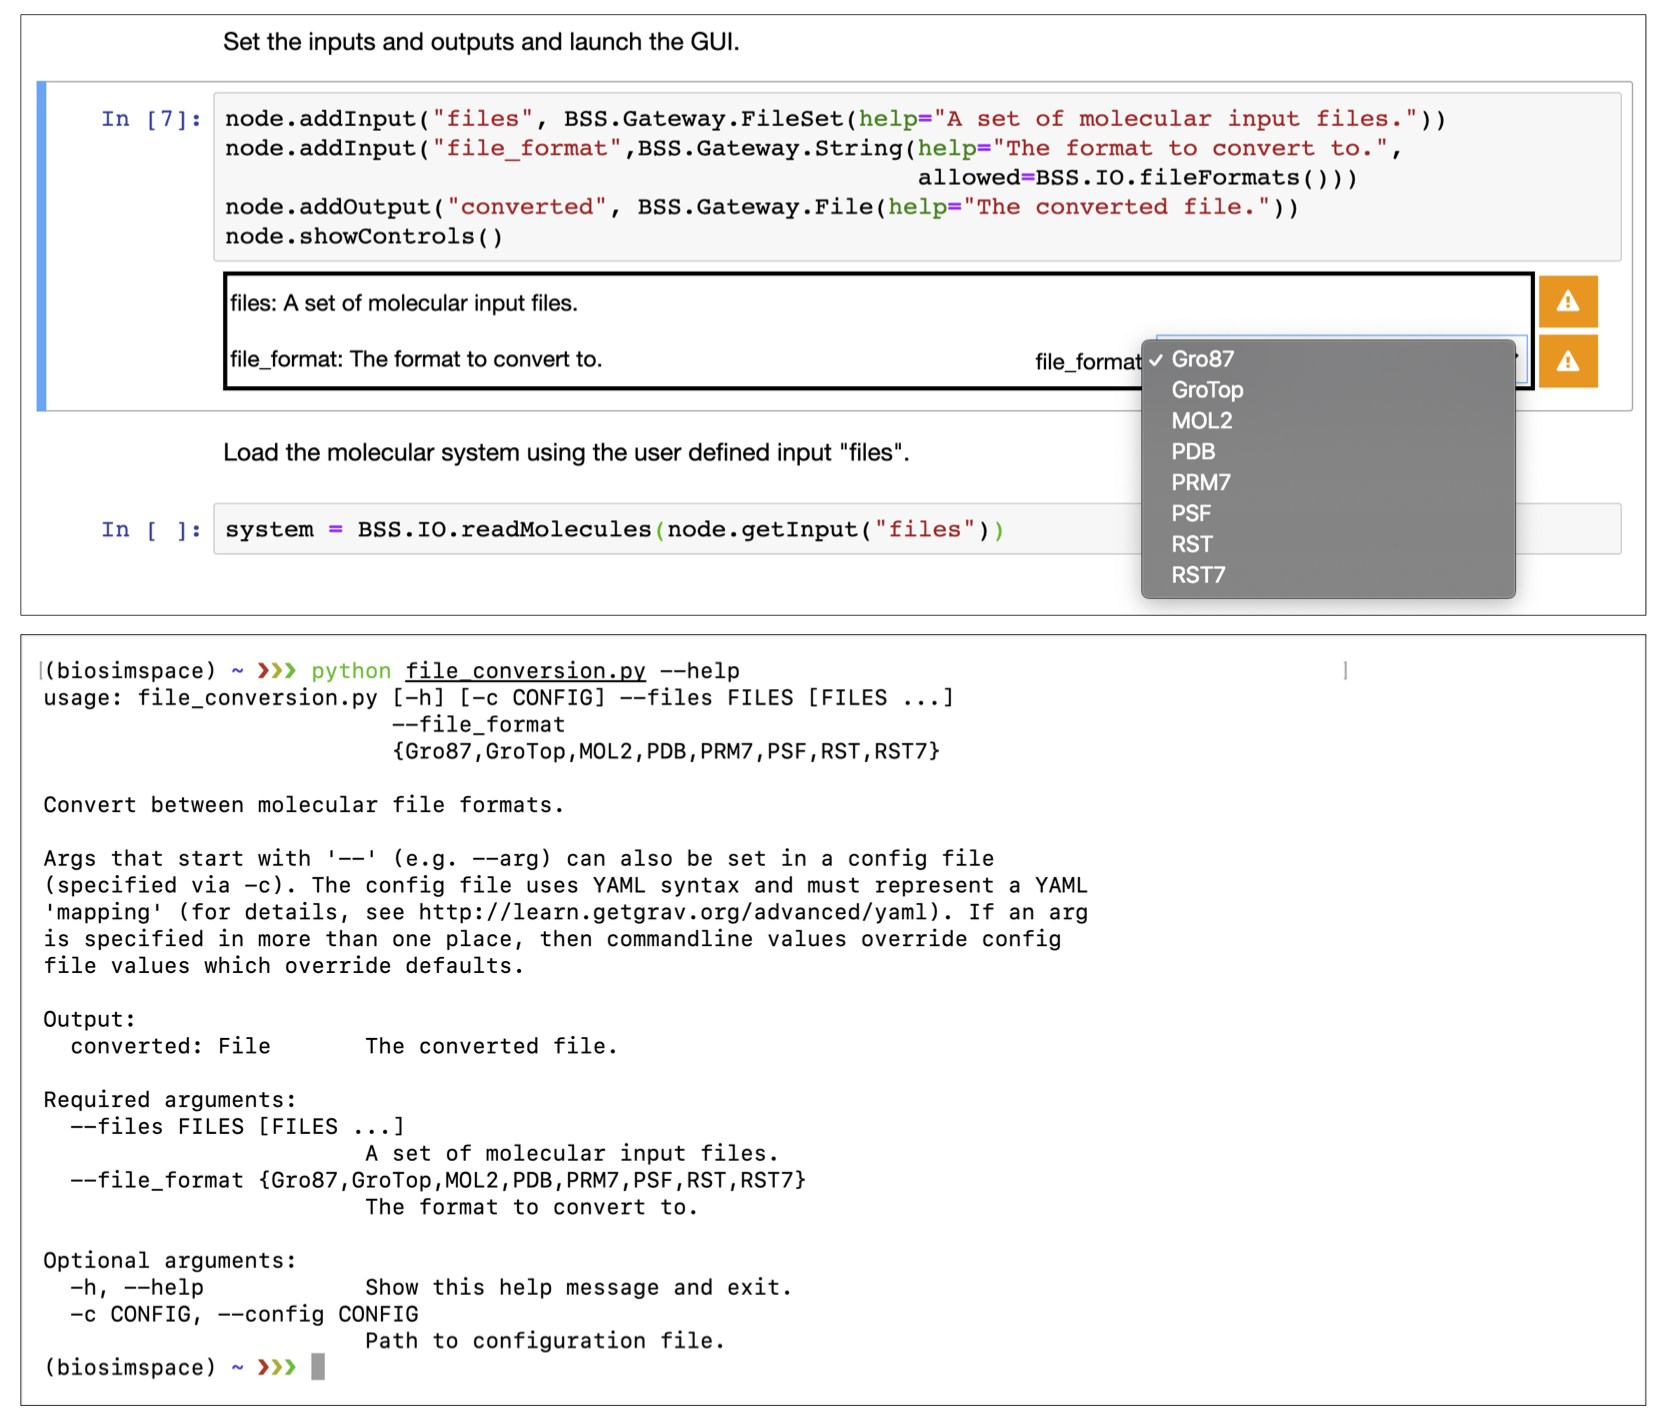 Set the inputs and outputs and launch the GUI.
In [7]:
node.addInput("files", BSS.Gateway.FileSet(help="A set of molecular input files."))
node.addInput("file_format",BSS.Gateway.String(help="The format to convert to.",
allowed=BSS.IO.fileFormats()))
node.addOutput("converted", BSS.Gateway.File(help="The converted file."))
node.showControls()
files: A set of molecular input files.
file_format: The format to convert to.
file_format
✓ Gro87
GroTop
MOL2
PDB
PRM7
PSF
RST
RST7
Load the molecular system using the user defined input "files".
In [ ]:
system = BSS.IO.readMolecules(node.getInput("files"))
[(biosimspace) ~ ❯❯❯ python file_conversion.py --help ]
usage: file_conversion.py [-h] [-c CONFIG] --files FILES [FILES ...]
--file_format
{Gro87,GroTop,MOL2,PDB,PRM7,PSF,RST,RST7}
Convert between molecular file formats.
Args that start with '--' (e.g. --arg) can also be set in a config file
(specified via -c). The config file uses YAML syntax and must represent a YAML
'mapping' (for details, see http://learn.getgrav.org/advanced/yaml). If an arg
is specified in more than one place, then commandline values override config
file values which override defaults.
Output:
converted: File The converted file.
Required arguments:
--files FILES [FILES ...]
A set of molecular input files.
--file_format {Gro87,GroTop,MOL2,PDB,PRM7,PSF,RST,RST7}
The format to convert to.
Optional arguments:
-h, --help Show this help message and exit.
-c CONFIG, --config CONFIG
Path to configuration file.
(biosimspace) ~ ❯❯❯